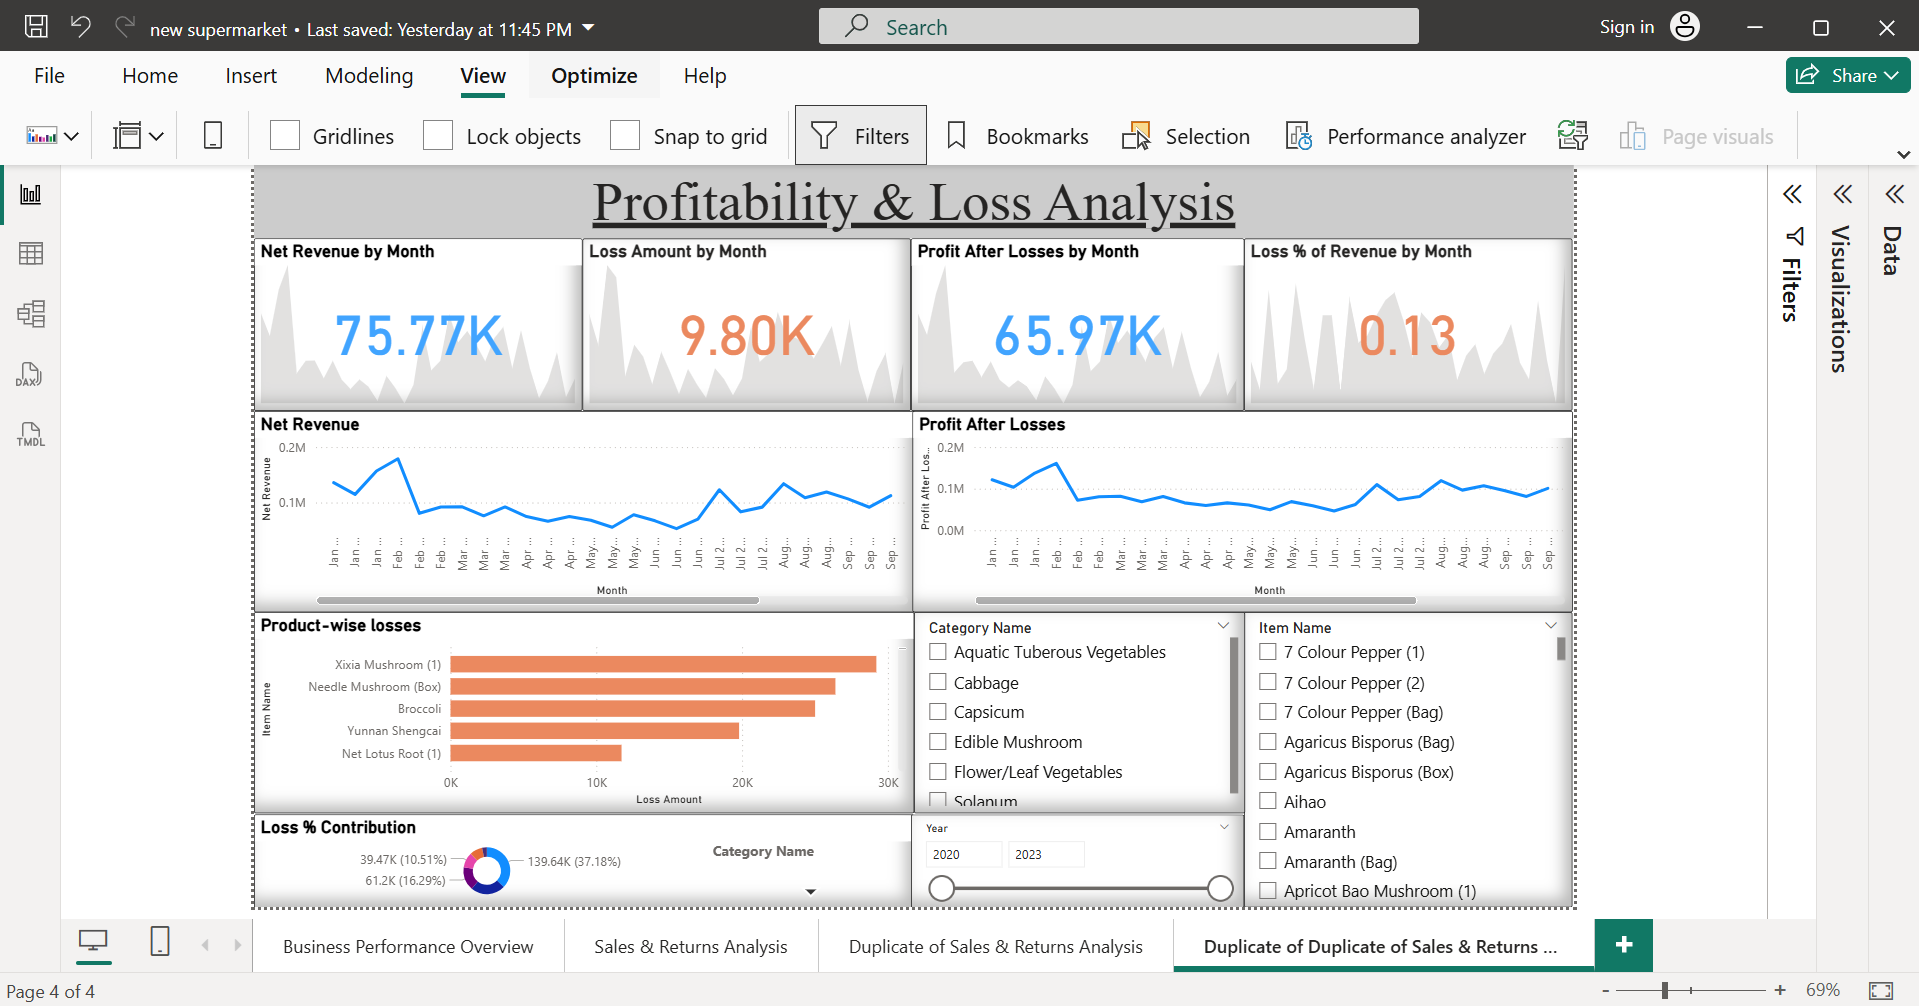 new supermarket • Last saved: Yesterday at 11:45 PM
Search
Sign in
File Home Insert Modeling View Optimize Help
Share
Gridlines Lock objects Snap to grid Filters Bookmarks Selection Performance analyzer Page visuals
Profitability & Loss Analysis
Net Revenue by Month
75.77K
Loss Amount by Month
9.80K
Profit After Losses by Month
65.97K
Loss % of Revenue by Month
0.13
Net Revenue
0.2M
0.1M
Net Revenue
Jan ... Jan ... Jan ... Feb ... Feb ... Feb ... Mar ... Mar ... Mar ... Apr ... Apr ... Apr ... May... May... May... Jun ... Jun ... Jun ... Jul 2... Jul 2... Jul 2... Aug... Aug... Aug... Sep ... Sep ... Sep ...
Month
Profit After Losses
0.2M
0.1M
0.0M
Profit After Los...
Jan ... Jan ... Jan ... Feb ... Feb ... Feb ... Mar ... Mar ... Mar ... Apr ... Apr ... Apr ... May... May... May... Jun ... Jun ... Jun ... Jul 2... Jul 2... Jul 2... Aug... Aug... Aug... Sep ... Sep ... Sep ...
Month
Product-wise losses
Item Name
Xixia Mushroom (1)
Needle Mushroom (Box)
Broccoli
Yunnan Shengcai
Net Lotus Root (1)
0K 10K 20K 30K
Loss Amount
Category Name
Aquatic Tuberous Vegetables
Cabbage
Capsicum
Edible Mushroom
Flower/Leaf Vegetables
Solanum
Item Name
7 Colour Pepper (1)
7 Colour Pepper (2)
7 Colour Pepper (Bag)
Agaricus Bisporus (Bag)
Agaricus Bisporus (Box)
Aihao
Amaranth
Amaranth (Bag)
Apricot Bao Mushroom (1)
Loss % Contribution
39.47K (10.51%)
61.2K (16.29%)
139.64K (37.18%)
Category Name
Year
2020 2023
Filters
Visualizations
Data
DAX
TMDL
Business Performance Overview
Sales & Returns Analysis
Duplicate of Sales & Returns Analysis
Duplicate of Duplicate of Sales & Returns ...
+
Page 4 of 4
- + 69%